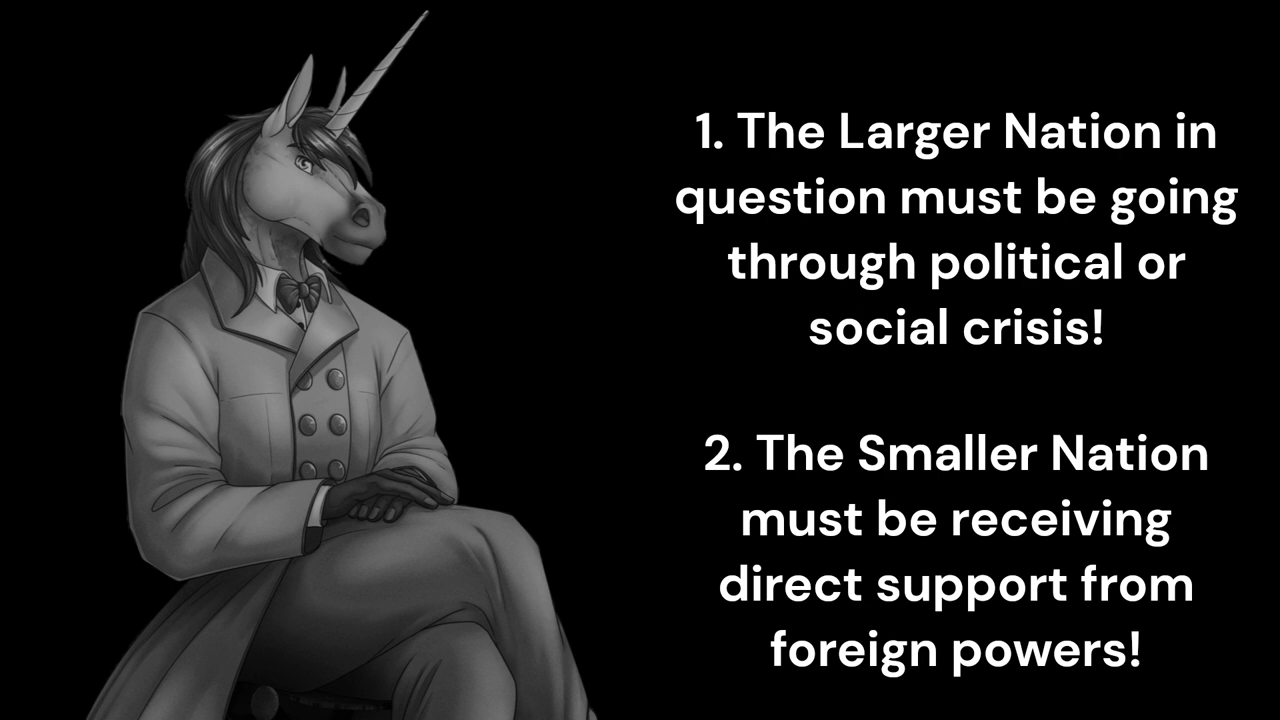 1. The Larger Nation in
question must be going
through political or
social crisis!
2. The Smaller Nation
must be receiving
direct support from
foreign powers!